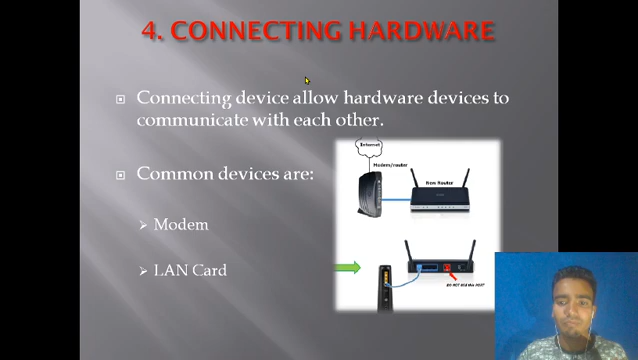 4. CONNECTING HARDWARE
Connecting device allow hardware devices to
communicate with each other.
Internet
Modem/router
Common devices are:
Modem
LAN Card